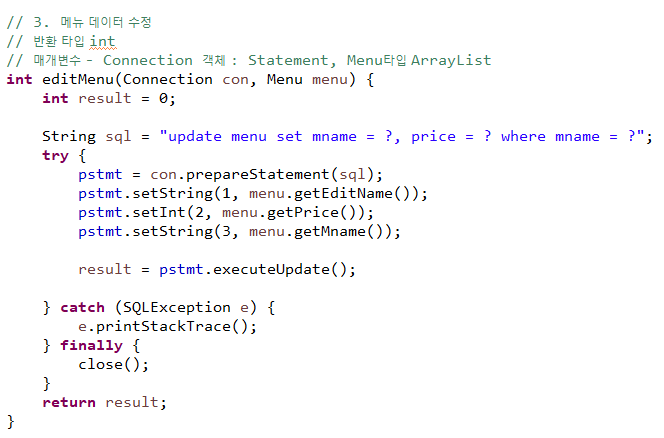 // 3. 메뉴 데이터 수정
// 반환 타입 int
// 매개변수 - Connection 객체 : Statement, Menu타입 ArrayList
int editMenu(Connection con, Menu menu) {
    int result = 0;

    String sql = "update menu set mname = ?, price = ? where mname = ?";
    try {
        pstmt = con.prepareStatement(sql);
        pstmt.setString(1, menu.getEditName());
        pstmt.setInt(2, menu.getPrice());
        pstmt.setString(3, menu.getMname());

        result = pstmt.executeUpdate();

    } catch (SQLException e) {
        e.printStackTrace();
    } finally {
        close();
    }
    return result;
}